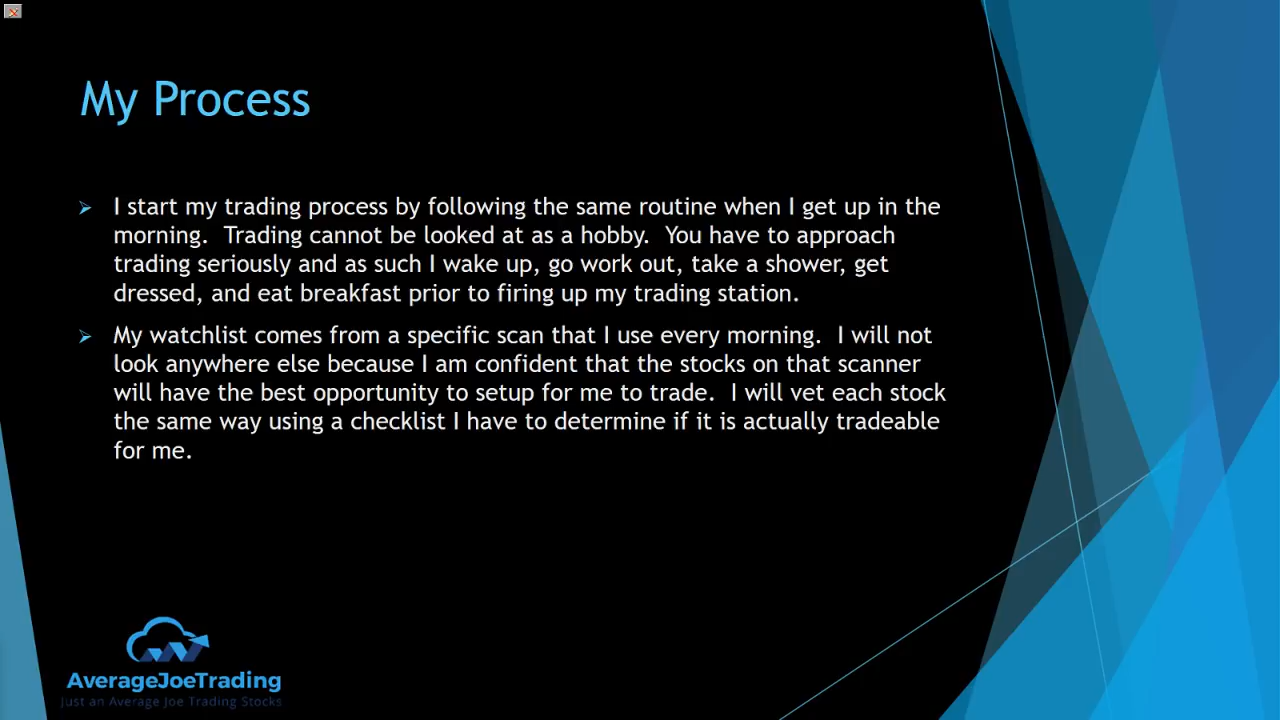 My Process
I start my trading process by following the same routine when I get up in the
morning.  Trading cannot be looked at as a hobby.  You have to approach
trading seriously and as such I wake up, go work out, take a shower, get
dressed, and eat breakfast prior to firing up my trading station.
My watchlist comes from a specific scan that I use every morning.  I will not
look anywhere else because I am confident that the stocks on that scanner
will have the best opportunity to setup for me to trade.  I will vet each stock
the same way using a checklist I have to determine if it is actually tradeable
for me.
AverageJoeTrading
Just an Average Joe Trading Stocks